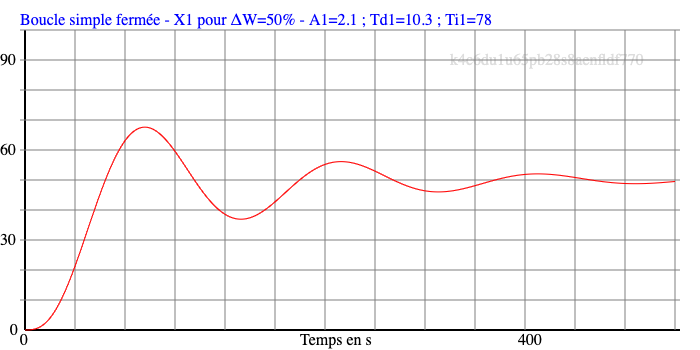 Boucle simple fermée - X1 pour ΔW=50% - A1=2.1 ; Td1=10.3 ; Ti1=78
90
60
30
0
0 Temps en s 400